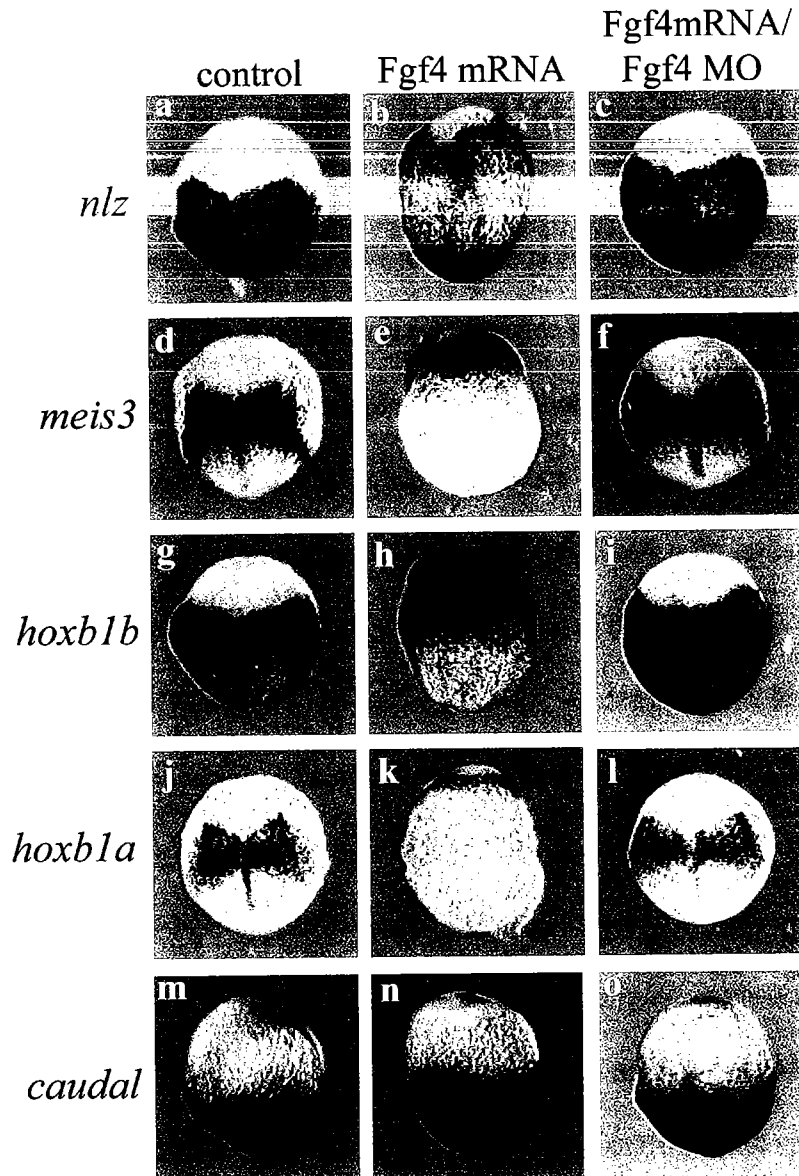 control
Fgf4 mRNA
Fgf4mRNA/
Fgf4 MO
nlz
a
b
c
meis3
d
e
f
hoxb1b
g
h
i
hoxb1a
j
k
l
caudal
m
n
o